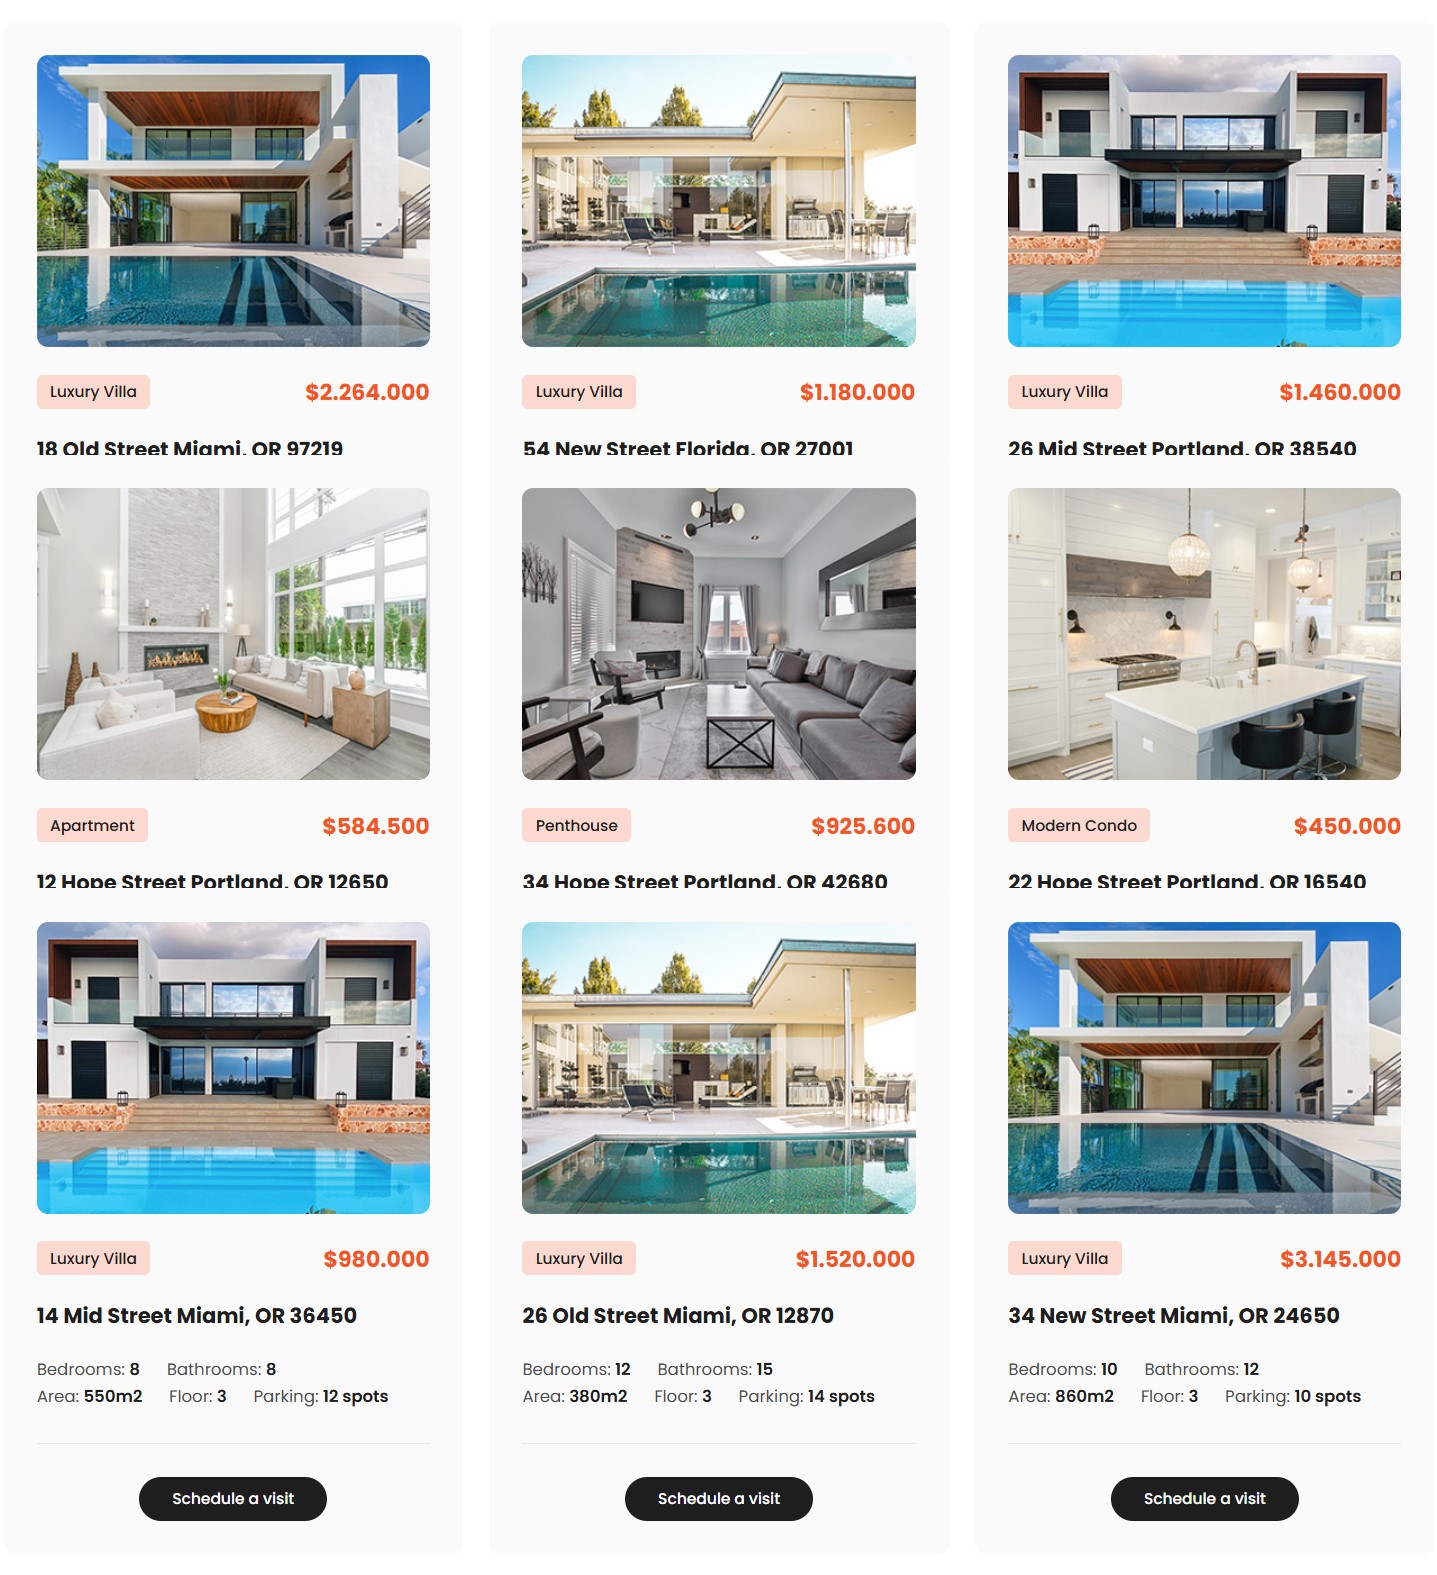 Luxury Villa $2.264.000
18 Old Street Miami, OR 97219
Luxury Villa $1.180.000
54 New Street Florida, OR 27001
Luxury Villa $1.460.000
26 Mid Street Portland, OR 38540
Apartment $584.500
12 Hope Street Portland, OR 12650
Penthouse $925.600
34 Hope Street Portland, OR 42680
Modern Condo $450.000
22 Hope Street Portland, OR 16540
Luxury Villa $980.000
14 Mid Street Miami, OR 36450
Bedrooms: 8 Bathrooms: 8
Area: 550m2 Floor: 3 Parking: 12 spots
Schedule a visit
Luxury Villa $1.520.000
26 Old Street Miami, OR 12870
Bedrooms: 12 Bathrooms: 15
Area: 380m2 Floor: 3 Parking: 14 spots
Schedule a visit
Luxury Villa $3.145.000
34 New Street Miami, OR 24650
Bedrooms: 10 Bathrooms: 12
Area: 860m2 Floor: 3 Parking: 10 spots
Schedule a visit